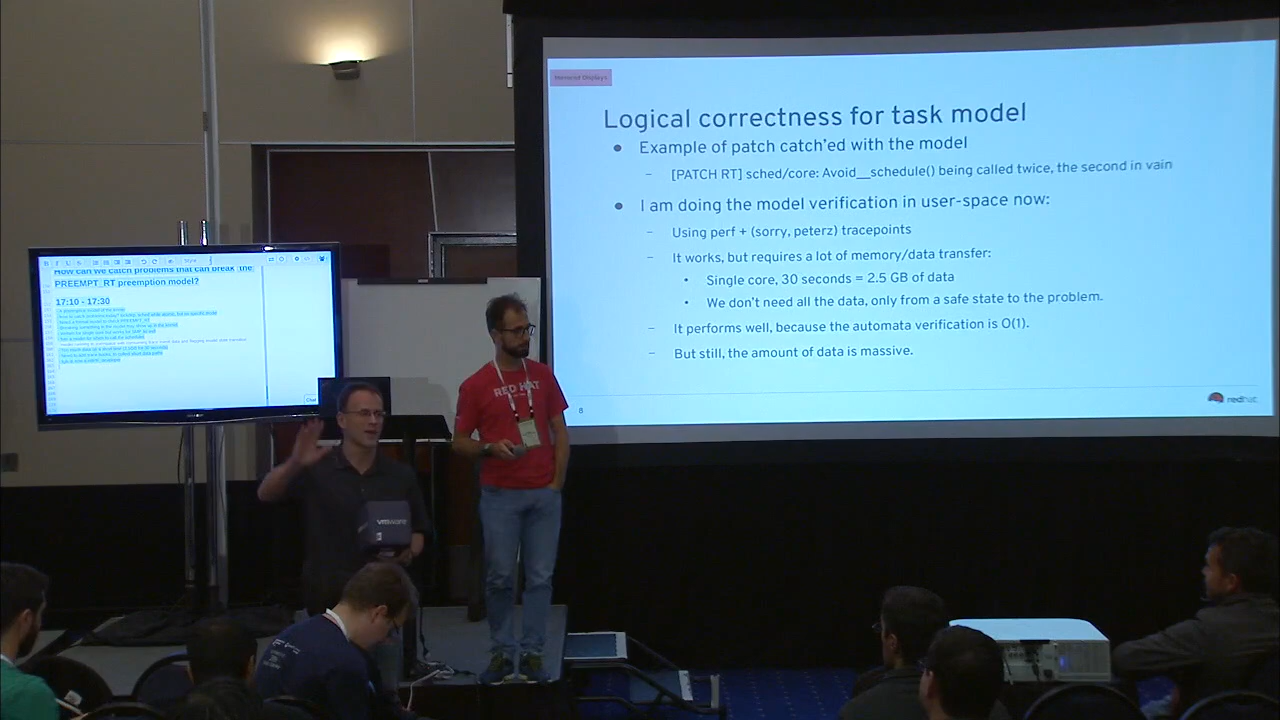 Memorial Displays
Logical correctness for task model
• Example of patch catch'ed with the model
– [PATCH RT] sched/core: Avoid__schedule() being called twice, the second in vain
• I am doing the model verification in user-space now:
– Using perf + (sorry, peterz) tracepoints
– It works, but requires a lot of memory/data transfer:
• Single core, 30 seconds = 2.5 GB of data
• We don't need all the data, only from a safe state to the problem.
– It performs well, because the automata verification is O(1).
– But still, the amount of data is massive.
8
redhat
How can we catch problems that can break the
PREEMPT_RT preemption model?
17:10 - 17:30
Chat
RED HAT
vmware